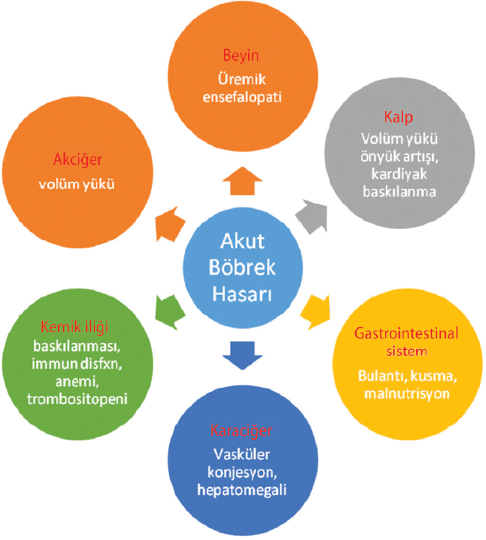 Beyin
Üremik
ensefalopati
Kalp
Volüm yükü
önyük artışı,
kardiyak
baskılanma
Akciğer
volüm yükü
Akut
Böbrek
Hasarı
Kemik iliği
baskılanması,
immun disfxn,
anemi,
trombositopeni
Gastrointestinal
sistem
Bulantı, kusma,
malnutrisyon
Karaciğer
Vasküler
konjesyon,
hepatomegali